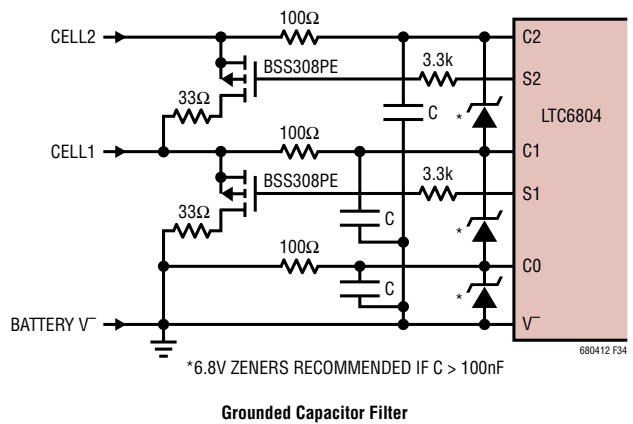 CELL2
100Ω
C2
BSS308PE
3.3k
S2
33Ω
C
*
LTC6804
CELL1
100Ω
C1
BSS308PE
3.3k
S1
33Ω
C
*
100Ω
C0
C
*
BATTERY V–
V–
680412 F34
*6.8V ZENERS RECOMMENDED IF C > 100nF
Grounded Capacitor Filter